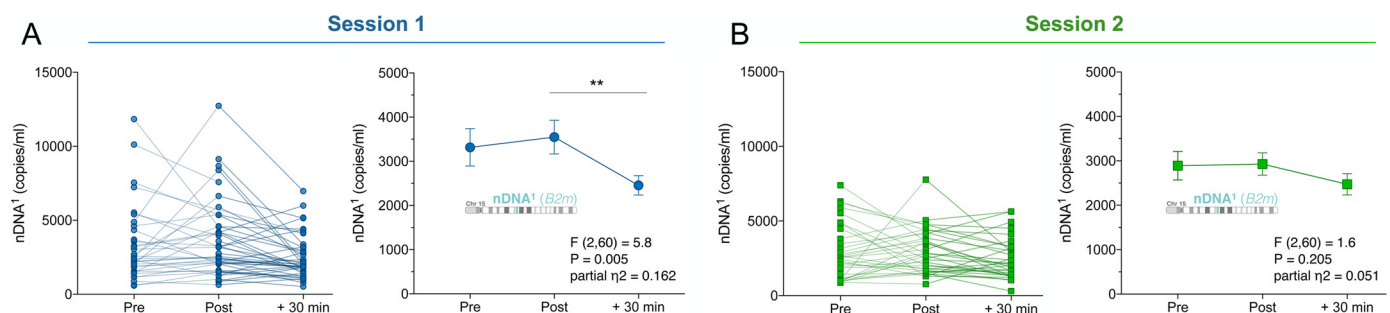 A
Session 1
nDNA¹ (copies/ml)
15000
10000
5000
0
Pre Post + 30 min
nDNA¹ (copies/ml)
5000
4000
3000
2000
1000
0
**
Chr 15
nDNA¹ (B2m)
F (2,60) = 5.8
P = 0.005
partial η2 = 0.162
Pre Post + 30 min
B
Session 2
nDNA¹ (copies/ml)
15000
10000
5000
0
Pre Post + 30 min
nDNA¹ (copies/ml)
5000
4000
3000
2000
1000
0
Chr 15
nDNA¹ (B2m)
F (2,60) = 1.6
P = 0.205
partial η2 = 0.051
Pre Post + 30 min